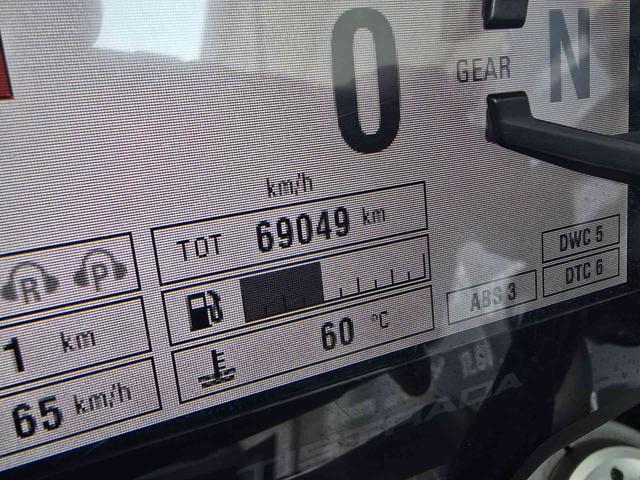 0
GEAR N
km/h
TOT 69049 km
R P
DWC 5
DTC 6
ABS 3
1 km
60 °C
65 km/h